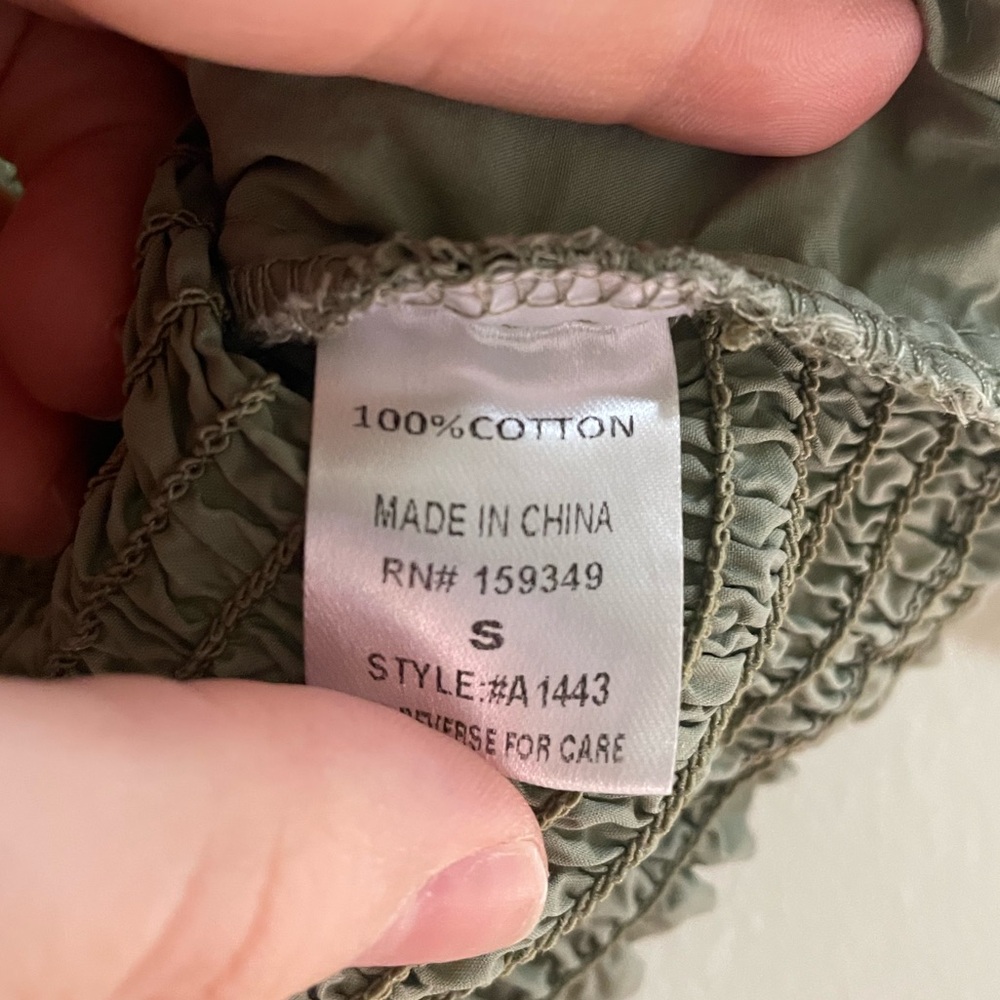 100%COTTON
MADE IN CHINA
RN# 159349
S
STYLE:#A1443
REVERSE FOR CARE